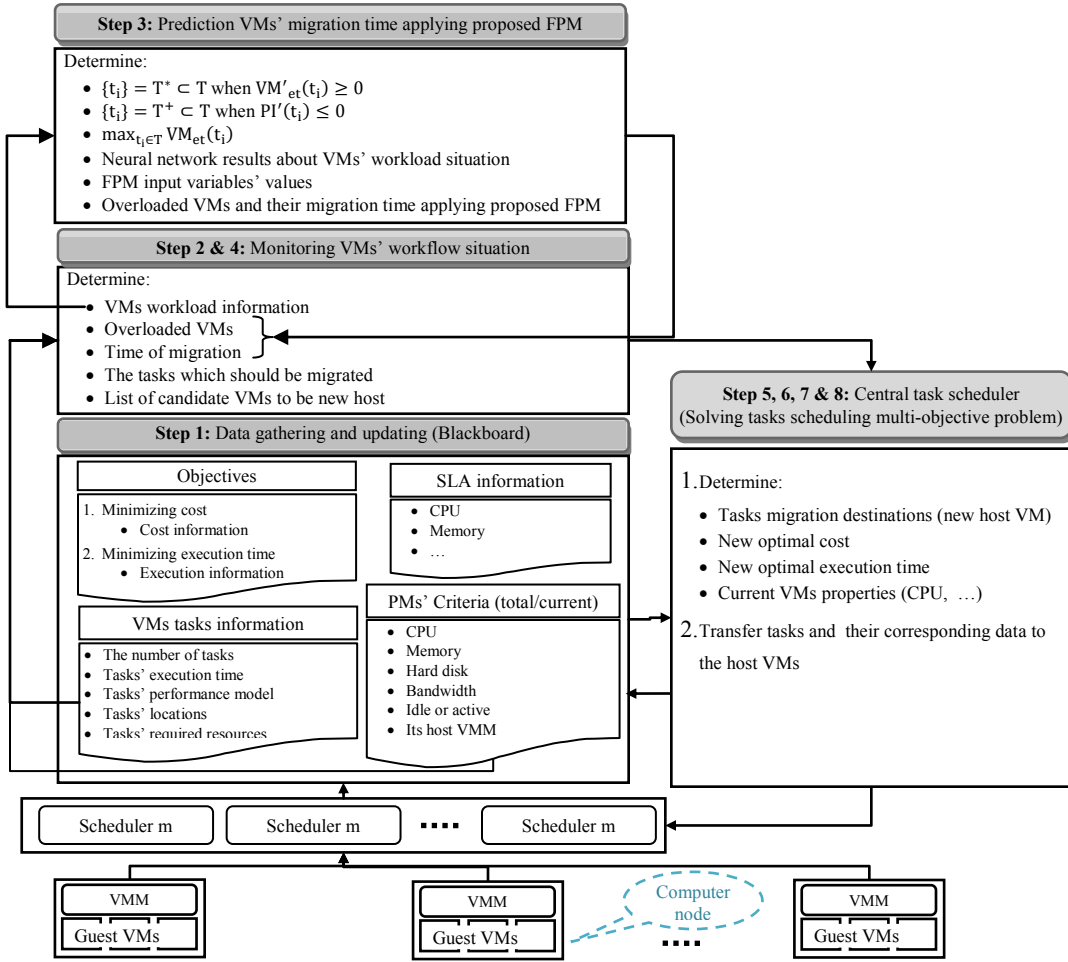 Step 3: Prediction VMs' migration time applying proposed FPM
Determine:
• {tᵢ} = T* ⊂ T when VM′ₑₜ(tᵢ) ≥ 0
• {tᵢ} = T⁺ ⊂ T when PI′(tᵢ) ≤ 0
• max_{tᵢ∈T} VMₑₜ(tᵢ)
• Neural network results about VMs' workload situation
• FPM input variables' values
• Overloaded VMs and their migration time applying proposed FPM
Step 2 & 4: Monitoring VMs' workflow situation
Determine:
• VMs workload information
• Overloaded VMs
• Time of migration
• The tasks which should be migrated
• List of candidate VMs to be new host
Step 1: Data gathering and updating (Blackboard)
Objectives
1. Minimizing cost
• Cost information
2. Minimizing execution time
• Execution information
SLA information
• CPU
• Memory
• …
VMs tasks information
• The number of tasks
• Tasks' execution time
• Tasks' performance model
• Tasks' locations
• Tasks' required resources
PMs' Criteria (total/current)
• CPU
• Memory
• Hard disk
• Bandwidth
• Idle or active
• Its host VMM
Step 5, 6, 7 & 8: Central task scheduler
(Solving tasks scheduling multi-objective problem)
1. Determine:
• Tasks migration destinations (new host VM)
• New optimal cost
• New optimal execution time
• Current VMs properties (CPU, …)
2. Transfer tasks and their corresponding data to
the host VMs
Scheduler m
Scheduler m
Scheduler m
VMM
Guest VMs
VMM
Guest VMs
Computer
node
VMM
Guest VMs